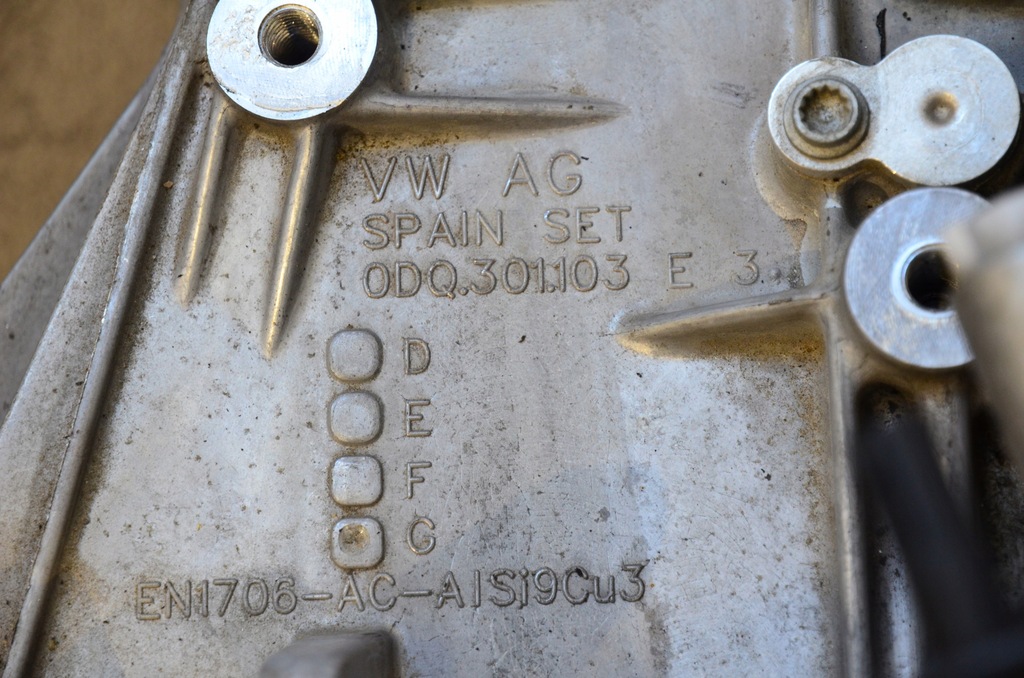 VW AG
SPAIN SET
0DQ.301.103 E 3
D
E
F
G
EN1706-AC-AlSi9Cu3